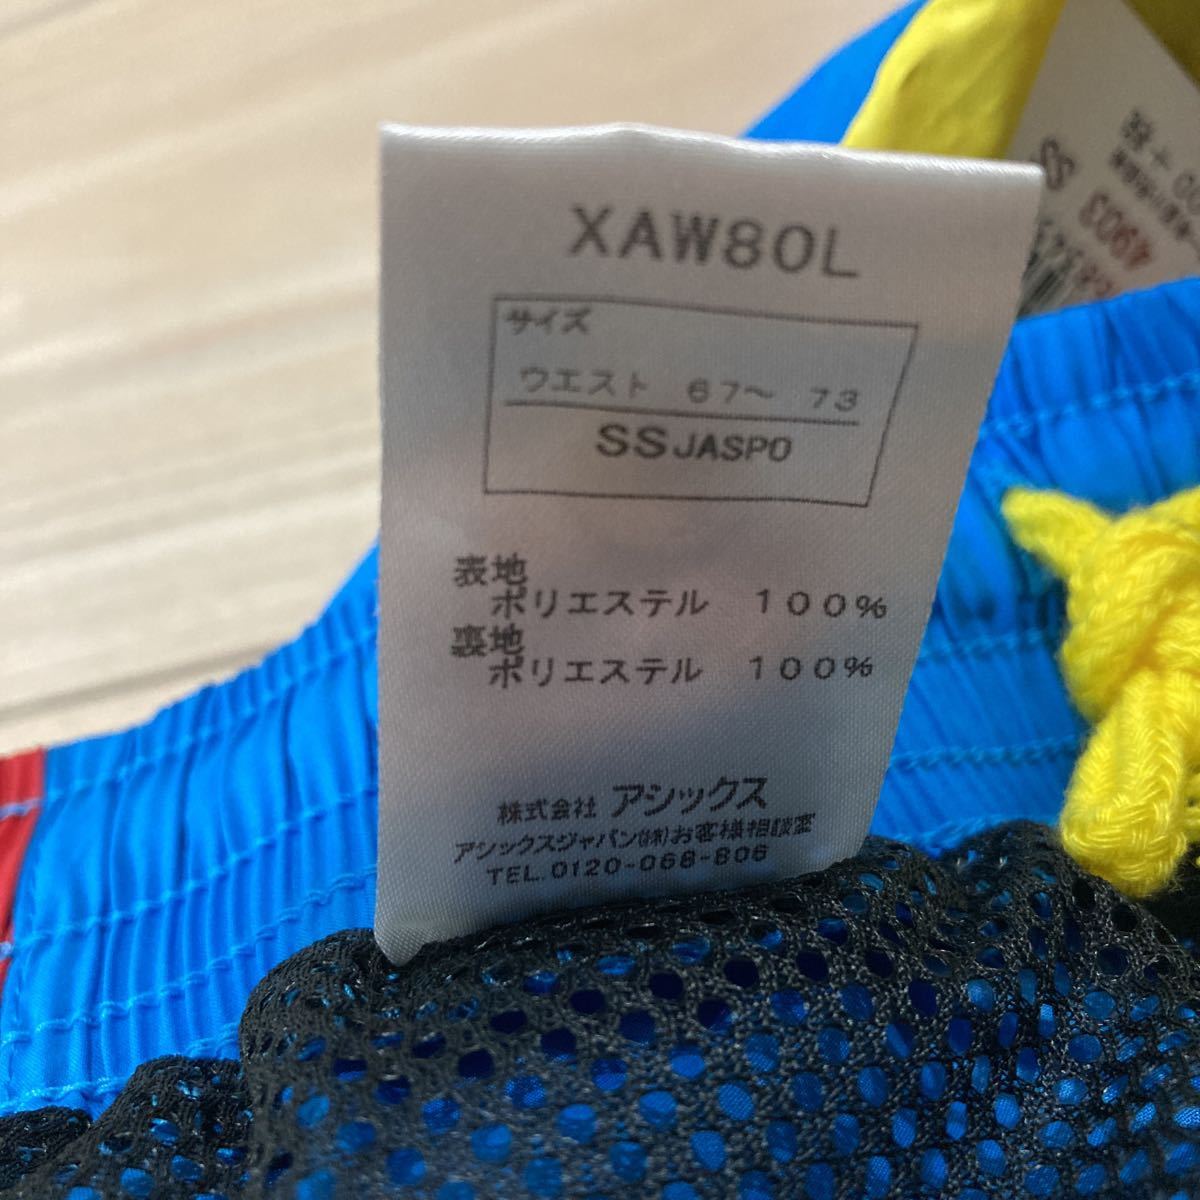 XAW80L
サイズ
ウエスト 67〜 73
SS JASPO
表地
ポリエステル 100%
裏地
ポリエステル 100%
株式会社 アシックス
アシックスジャパン(株)お客様相談室
TEL.0120-068-806
4903